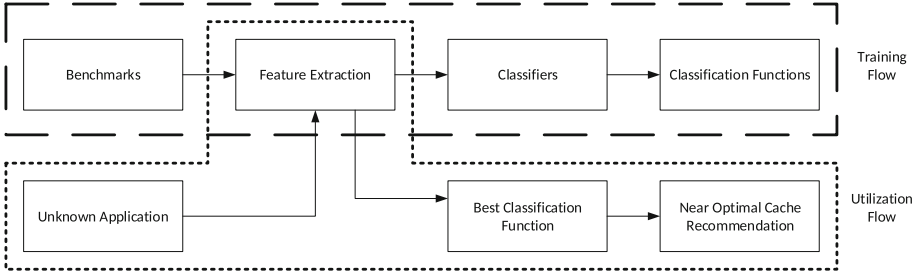 Benchmarks
Feature Extraction
Classifiers
Classification Functions
Training
Flow
Unknown Application
Best Classification
Function
Near Optimal Cache
Recommendation
Utilization
Flow